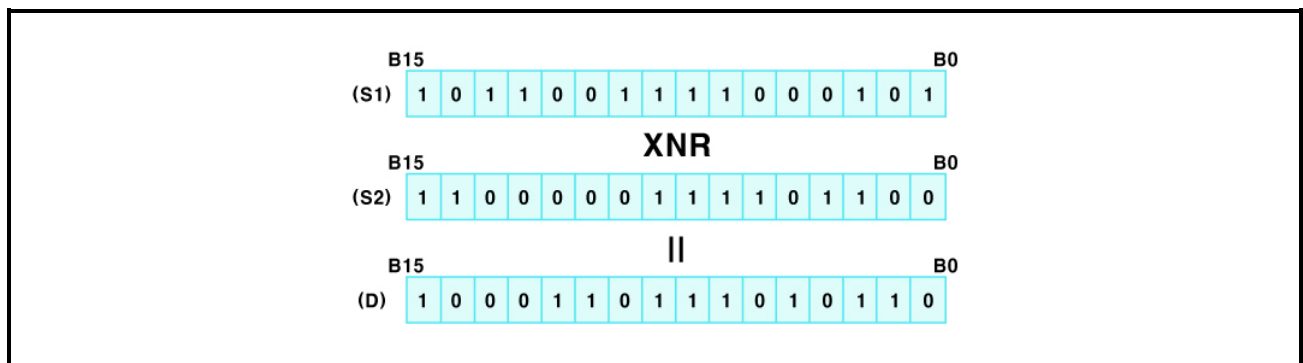 B15 B0
(S1) 1 0 1 1 0 0 1 1 1 1 0 0 0 1 0 1
XNR
B15 B0
(S2) 1 1 0 0 0 0 0 1 1 1 1 0 1 1 0 0
||
B15 B0
(D) 1 0 0 0 1 1 0 1 1 1 0 1 0 1 1 0